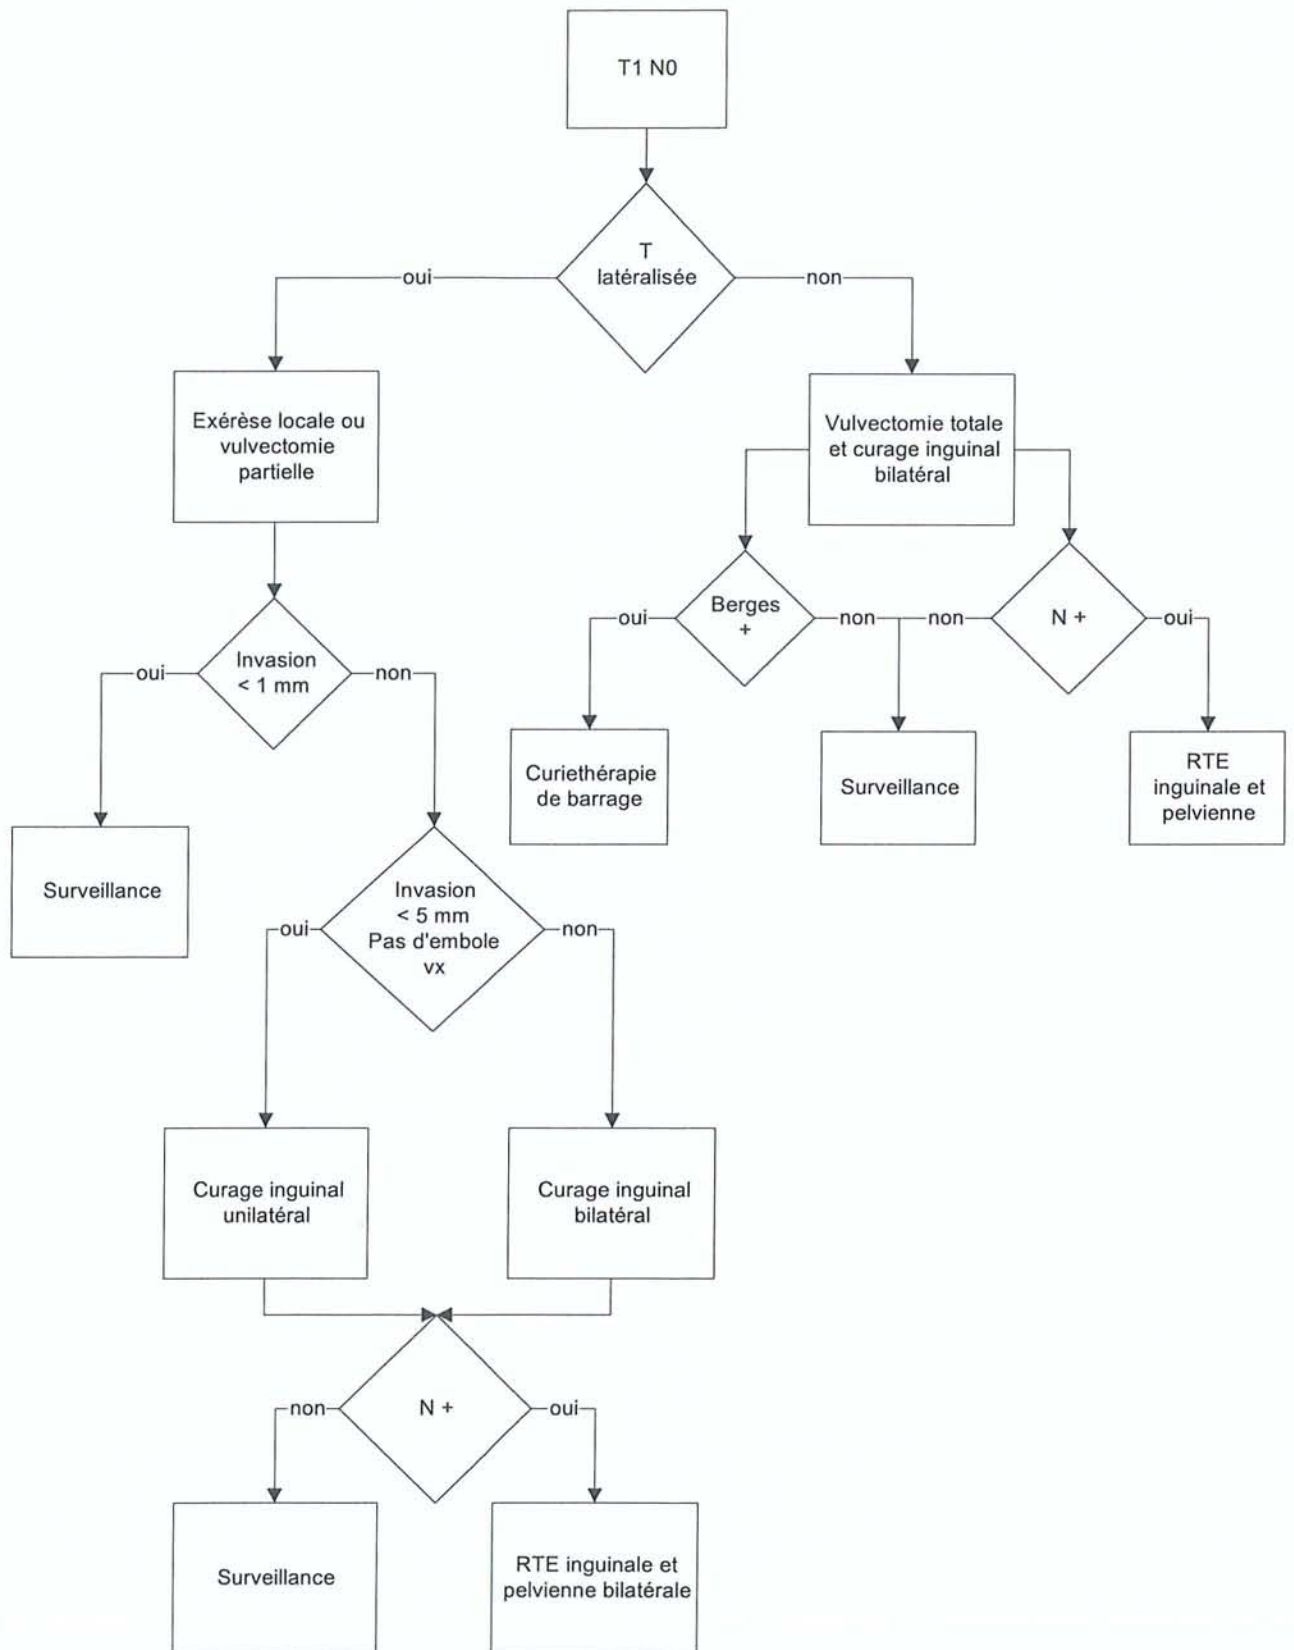 T1 N0
T
latéralisée
oui
non
Exérèse locale ou
vulvectomie
partielle
Vulvectomie totale
et curage inguinal
bilatéral
Berges
+
oui
non
non
N +
oui
Invasion
< 1 mm
oui
non
Curiethérapie
de barrage
Surveillance
RTE
inguinale et
pelvienne
Surveillance
Invasion
< 5 mm
Pas d'embole
vx
oui
non
Curage inguinal
unilatéral
Curage inguinal
bilatéral
N +
non
oui
Surveillance
RTE inguinale et
pelvienne bilatérale